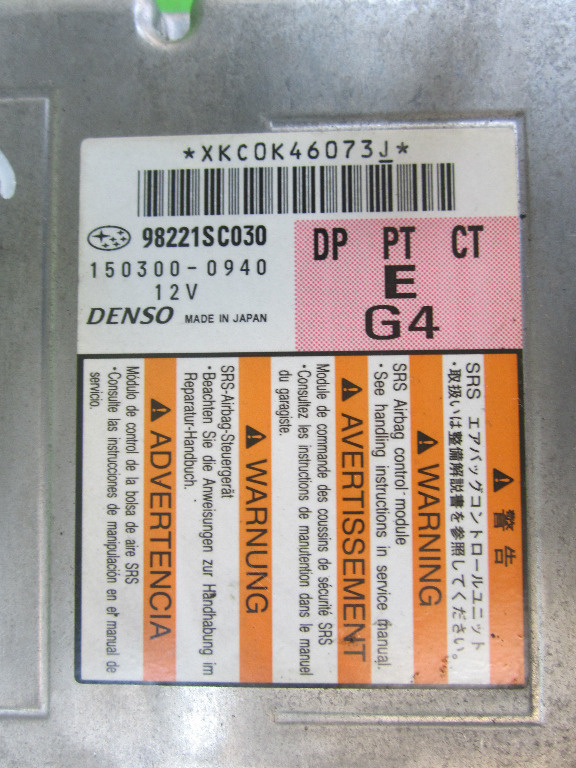 *XKC0K46073J*
98221SC030
150300-0940
12V
DENSO MADE IN JAPAN
DP PT CT
E
G4
⚠警告
SRS エアバッグコントロールユニット
・取扱いは整備解説書を参照してください。
⚠WARNING
SRS Airbag control module
・See handling instructions in service manual.
⚠AVERTISSEMENT
Module de commande des coussins de sécurité SRS
・Consultez les instructions de manutention dans le manuel
du garagiste.
⚠WARNUNG
SRS-Airbag-Steuergerät
・Beachten Sie die Anweisungen zur Handhabung im
Reparatur-Handbuch.
⚠ADVERTENCIA
Módulo de control de la bolsa de aire SRS
・Consulte las instrucciones de manipulación en el manual de
servicio.